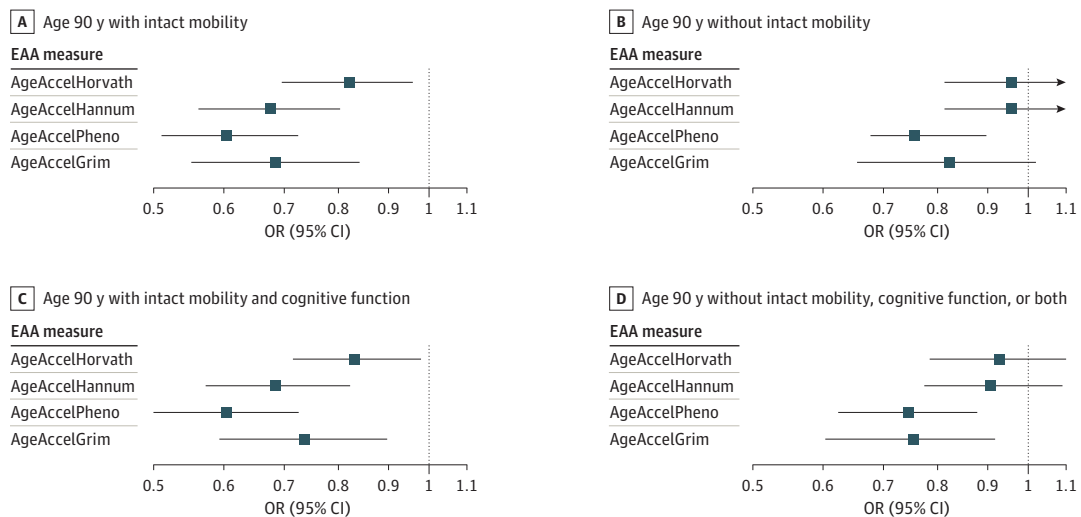 A Age 90 y with intact mobility
EAA measure
AgeAccelHorvath
AgeAccelHannum
AgeAccelPheno
AgeAccelGrim
0.5 0.6 0.7 0.8 0.9 1 1.1
OR (95% CI)
B Age 90 y without intact mobility
EAA measure
AgeAccelHorvath
AgeAccelHannum
AgeAccelPheno
AgeAccelGrim
0.5 0.6 0.7 0.8 0.9 1 1.1
OR (95% CI)
C Age 90 y with intact mobility and cognitive function
EAA measure
AgeAccelHorvath
AgeAccelHannum
AgeAccelPheno
AgeAccelGrim
0.5 0.6 0.7 0.8 0.9 1 1.1
OR (95% CI)
D Age 90 y without intact mobility, cognitive function, or both
EAA measure
AgeAccelHorvath
AgeAccelHannum
AgeAccelPheno
AgeAccelGrim
0.5 0.6 0.7 0.8 0.9 1 1.1
OR (95% CI)